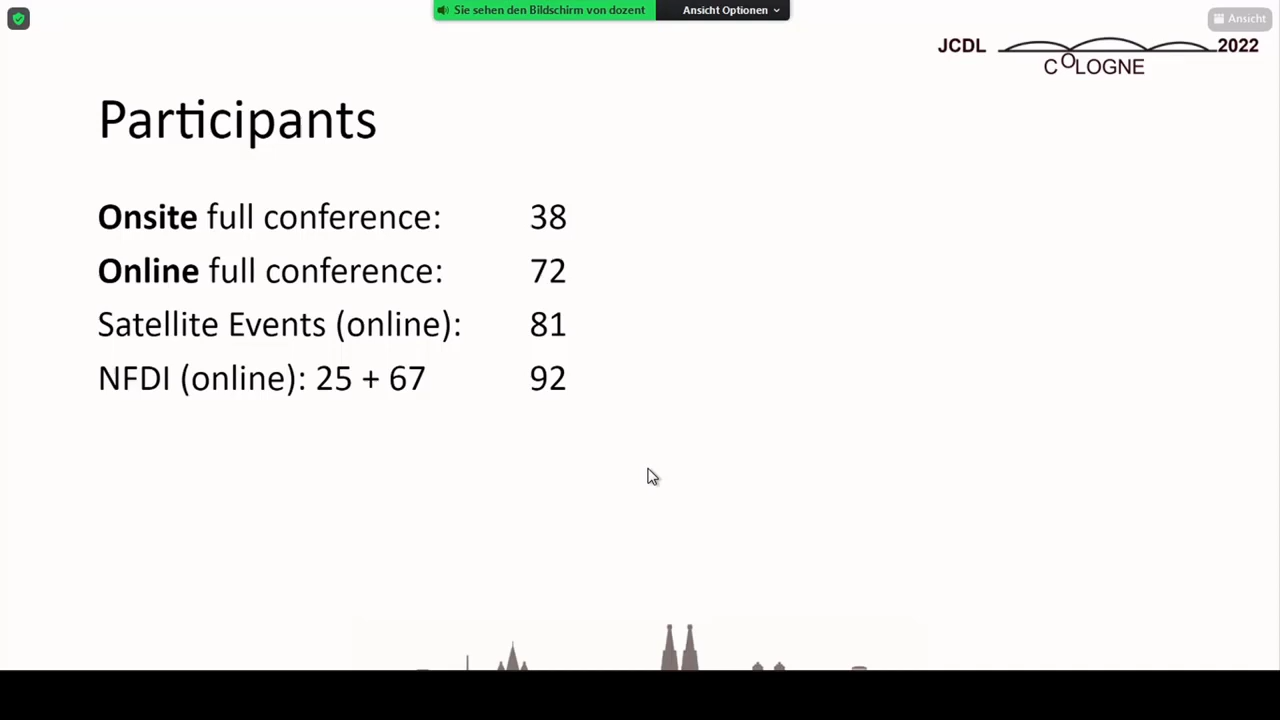 Sie sehen den Bildschirm von dozent
Ansicht Optionen
Ansicht
JCDL 2022
COLOGNE
Participants
Onsite full conference: 38
Online full conference: 72
Satellite Events (online): 81
NFDI (online): 25 + 67 92